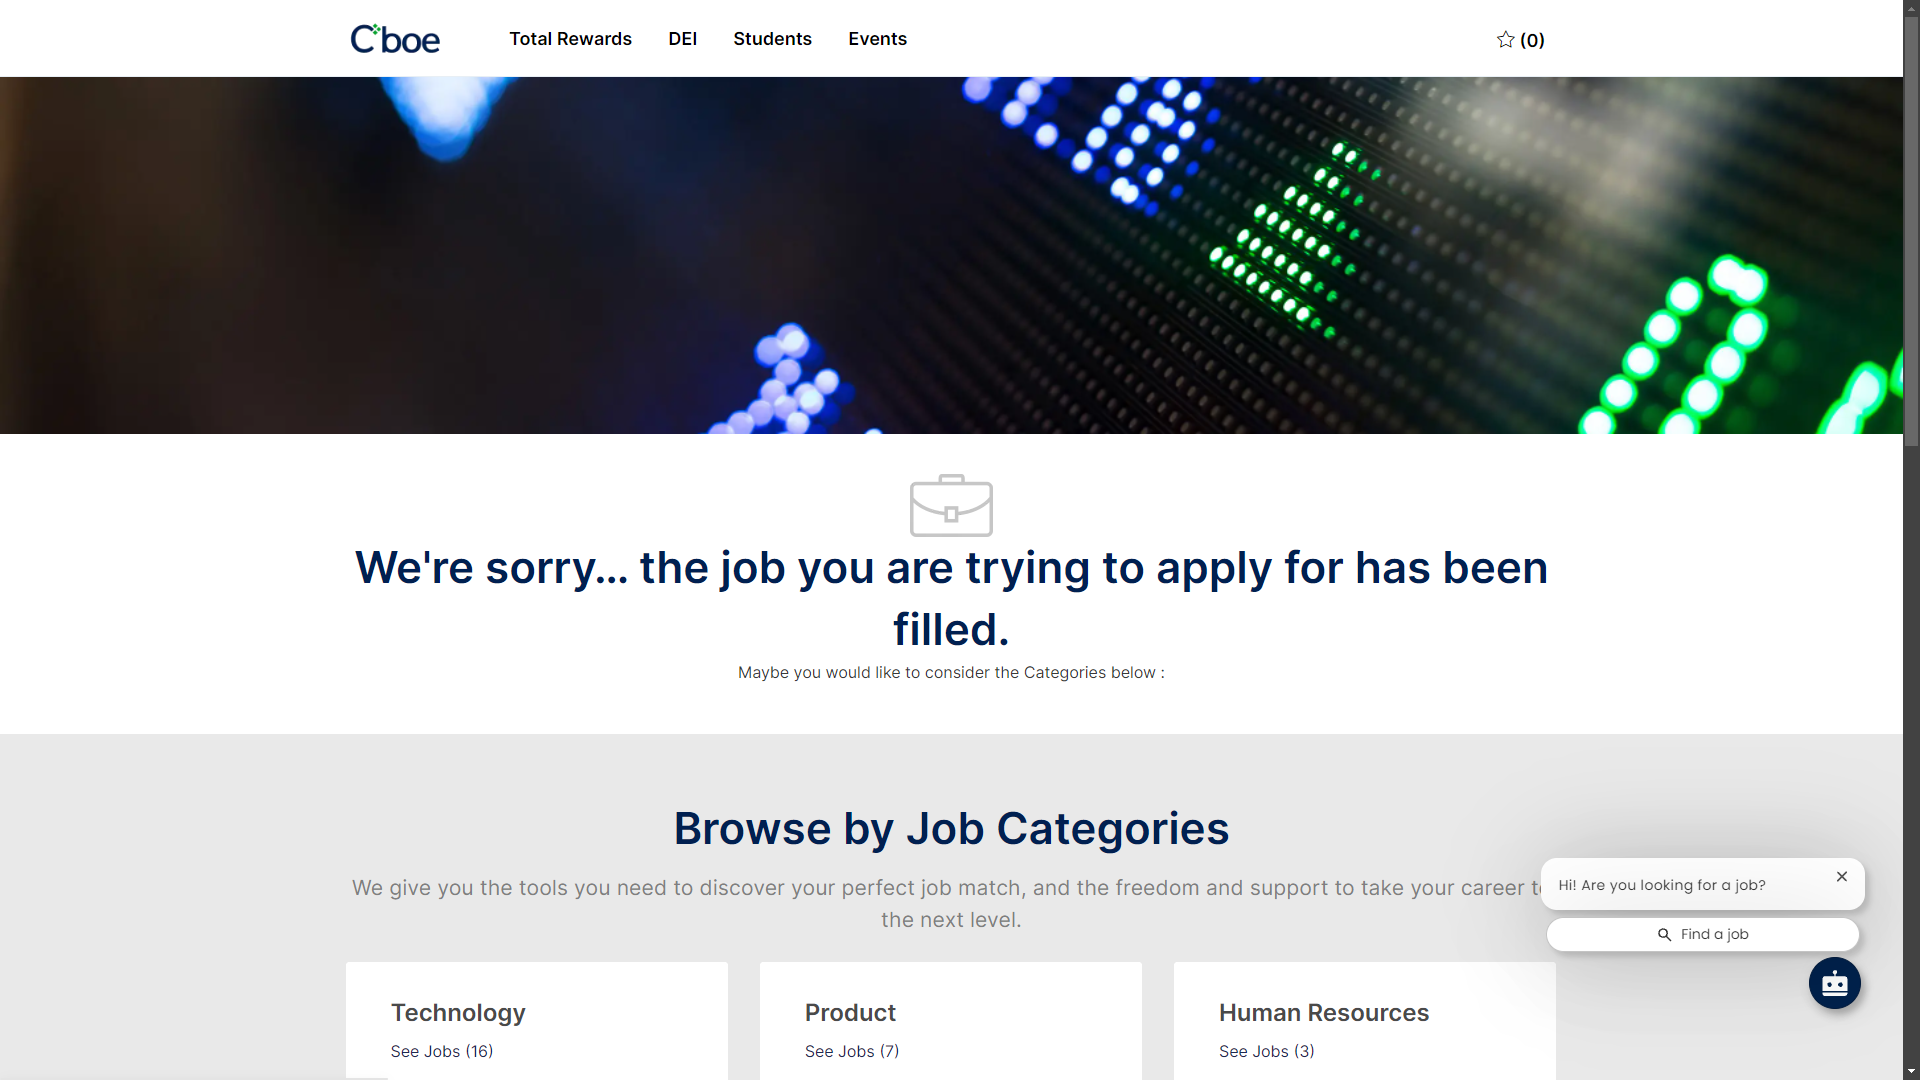 Cboe
Total Rewards
DEI
Students
Events
(0)
We're sorry... the job you are trying to apply for has been
filled.
Maybe you would like to consider the Categories below :
Browse by Job Categories
We give you the tools you need to discover your perfect job match, and the freedom and support to take your career t
the next level.
Hi! Are you looking for a job?
Find a job
Technology
See Jobs (16)
Product
See Jobs (7)
Human Resources
See Jobs (3)